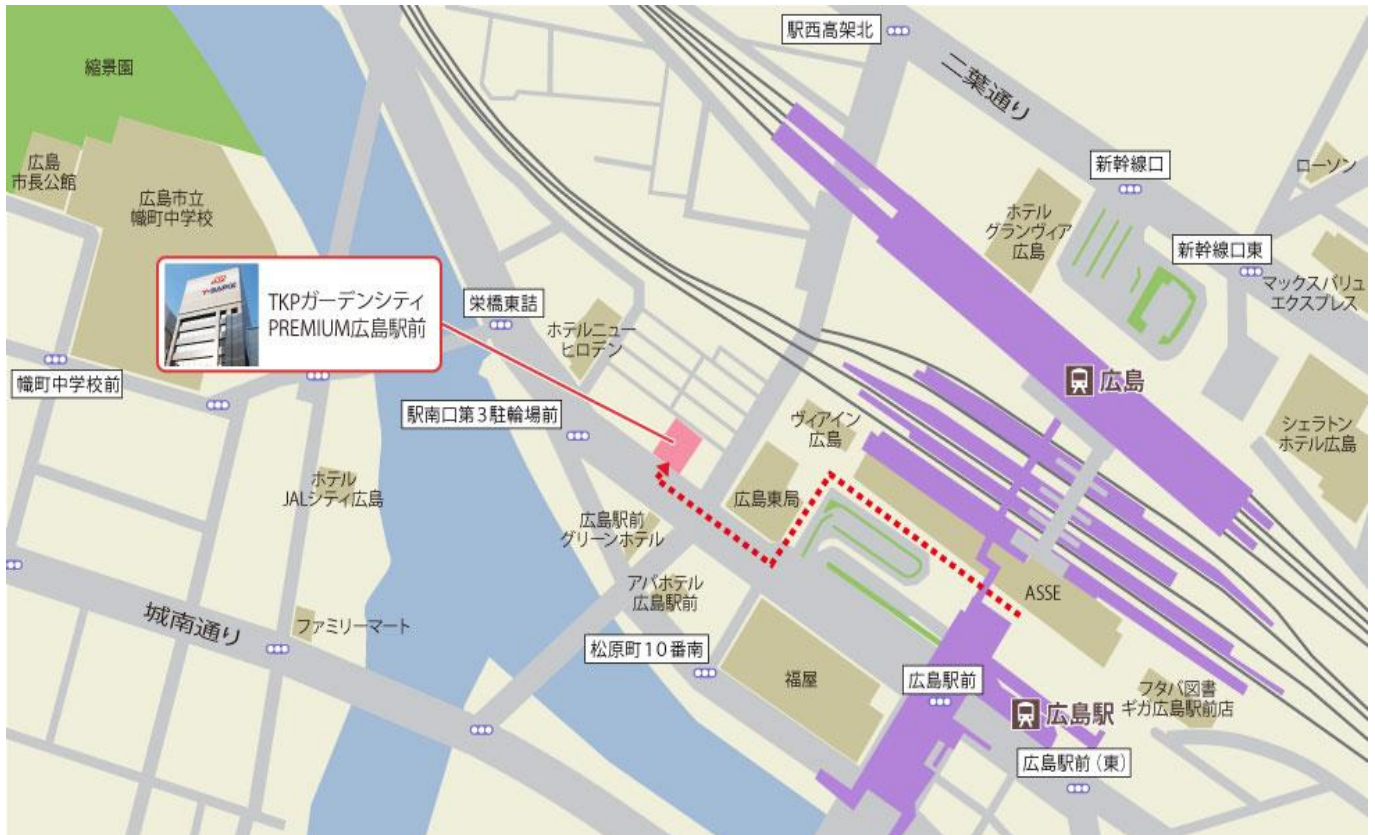 駅西高架北
縮景園
二葉通り
広島
市長公館
広島市立
幟町中学校
新幹線口
ローソン
ホテル
グランヴィア
広島
新幹線口東
マックスバリュ
エクスプレス
TKPガーデンシティ
PREMIUM広島駅前
栄橋東詰
ホテルニュー
ヒロデン
幟町中学校前
広島
駅南口第3駐輪場前
ヴィアイン
広島
シェラトン
ホテル広島
ホテル
JALシティ広島
広島東局
広島駅前
グリーンホテル
アパホテル
広島駅前
ASSE
城南通り
ファミリーマート
松原町10番南
福屋
広島駅前
フタバ図書
ギガ広島駅前店
広島駅
広島駅前(東)